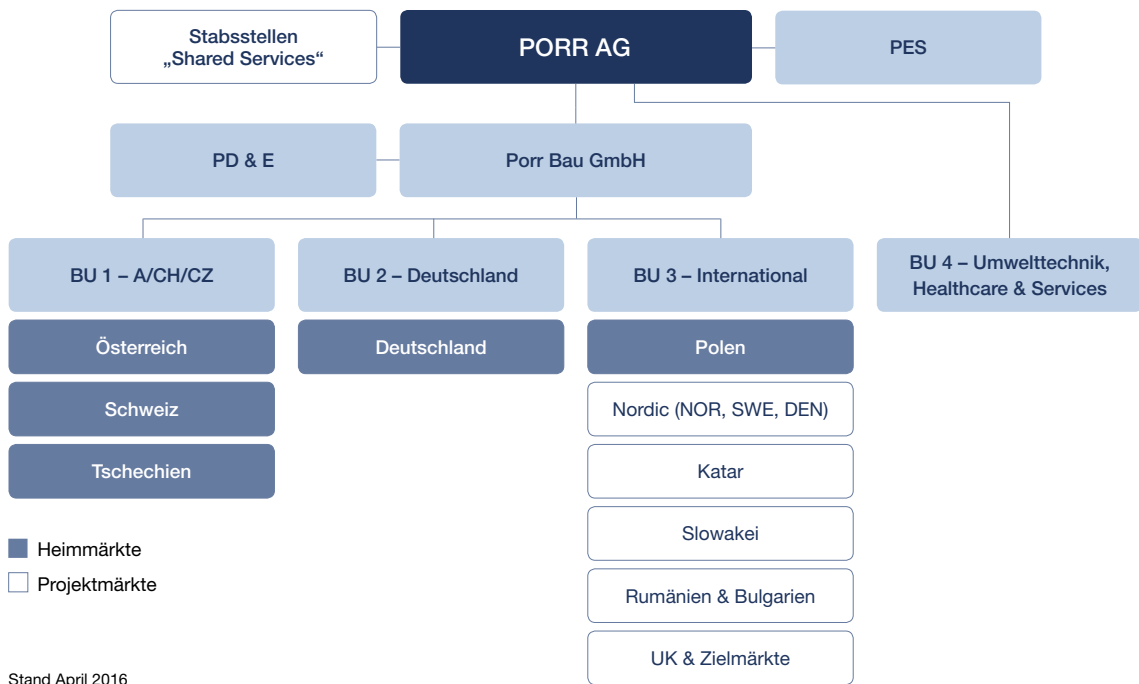 Stabsstellen
„Shared Services“
PORR AG
PES
PD & E
Porr Bau GmbH
BU 1 – A/CH/CZ
BU 2 – Deutschland
BU 3 – International
BU 4 – Umwelttechnik,
Healthcare & Services
Österreich
Deutschland
Polen
Schweiz
Nordic (NOR, SWE, DEN)
Tschechien
Katar
Slowakei
Heimmärkte
Projektmärkte
Rumänien & Bulgarien
UK & Zielmärkte
Stand April 2016